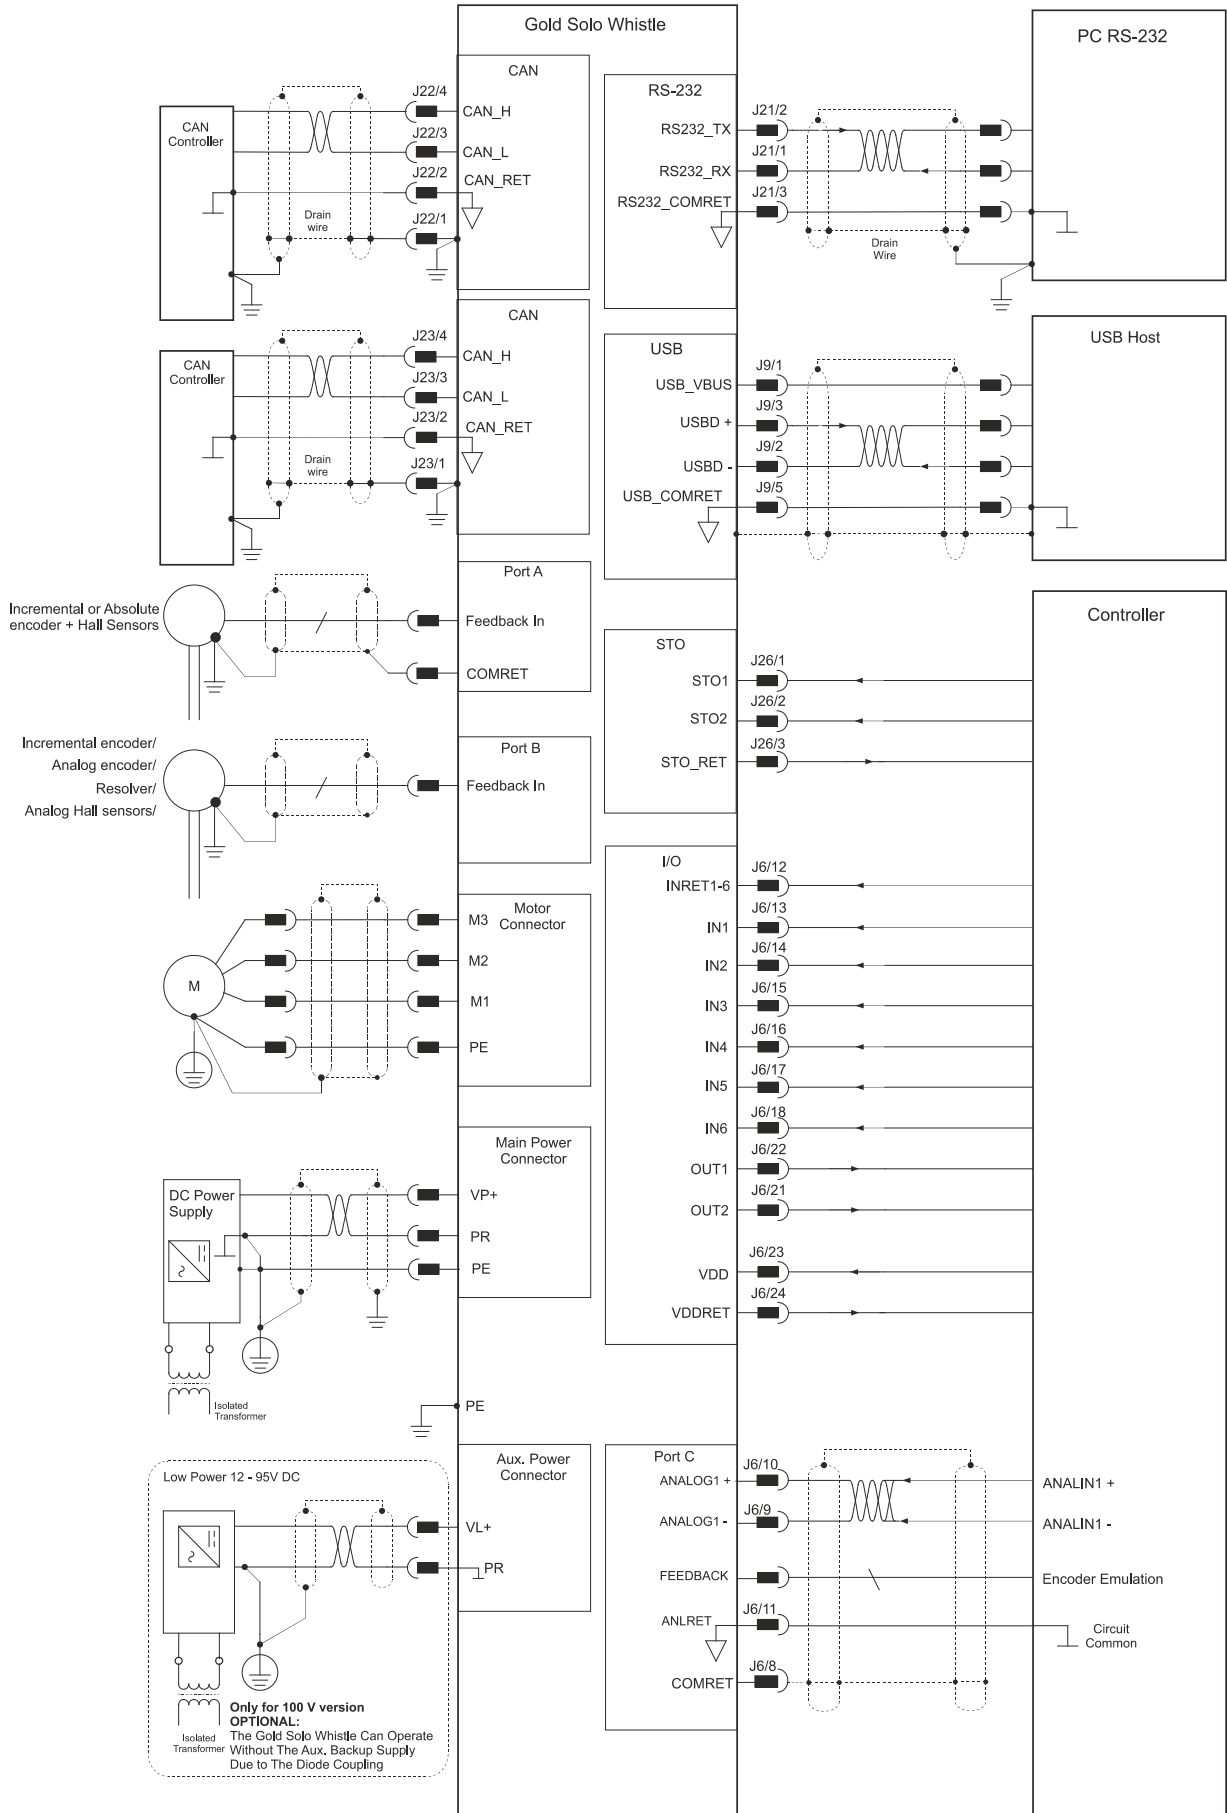 Gold Solo Whistle
CAN
J22/4
CAN_H
J22/3
CAN_L
J22/2
CAN_RET
J22/1
CAN
Controller
Drain
wire
CAN
J23/4
CAN_H
J23/3
CAN_L
J23/2
CAN_RET
J23/1
CAN
Controller
Drain
wire
Port A
Incremental or Absolute
encoder + Hall Sensors
Feedback In
COMRET
Port B
Incremental encoder/
Analog encoder/
Resolver/
Analog Hall sensors/
Feedback In
Motor
Connector
M3
M2
M1
PE
M
Main Power
Connector
DC Power
Supply
VP+
PR
PE
Isolated
Transformer
PE
Aux. Power
Connector
Low Power 12 - 95V DC
VL+
PR
Isolated
Transformer
Only for 100 V version
OPTIONAL:
The Gold Solo Whistle Can Operate
Without The Aux. Backup Supply
Due to The Diode Coupling
RS-232
PC RS-232
J21/2
RS232_TX
J21/1
RS232_RX
J21/3
RS232_COMRET
Drain
Wire
USB
USB Host
J9/1
USB_VBUS
J9/3
USBD +
J9/2
USBD -
J9/5
USB_COMRET
Controller
STO
J26/1
STO1
J26/2
STO2
J26/3
STO_RET
I/O
J6/12
INRET1-6
J6/13
IN1
J6/14
IN2
J6/15
IN3
J6/16
IN4
J6/17
IN5
J6/18
IN6
J6/22
OUT1
J6/21
OUT2
J6/23
VDD
J6/24
VDDRET
Port C
J6/10
ANALOG1 +
ANALIN1 +
J6/9
ANALOG1 -
ANALIN1 -
FEEDBACK
Encoder Emulation
J6/11
ANLRET
Circuit
Common
J6/8
COMRET